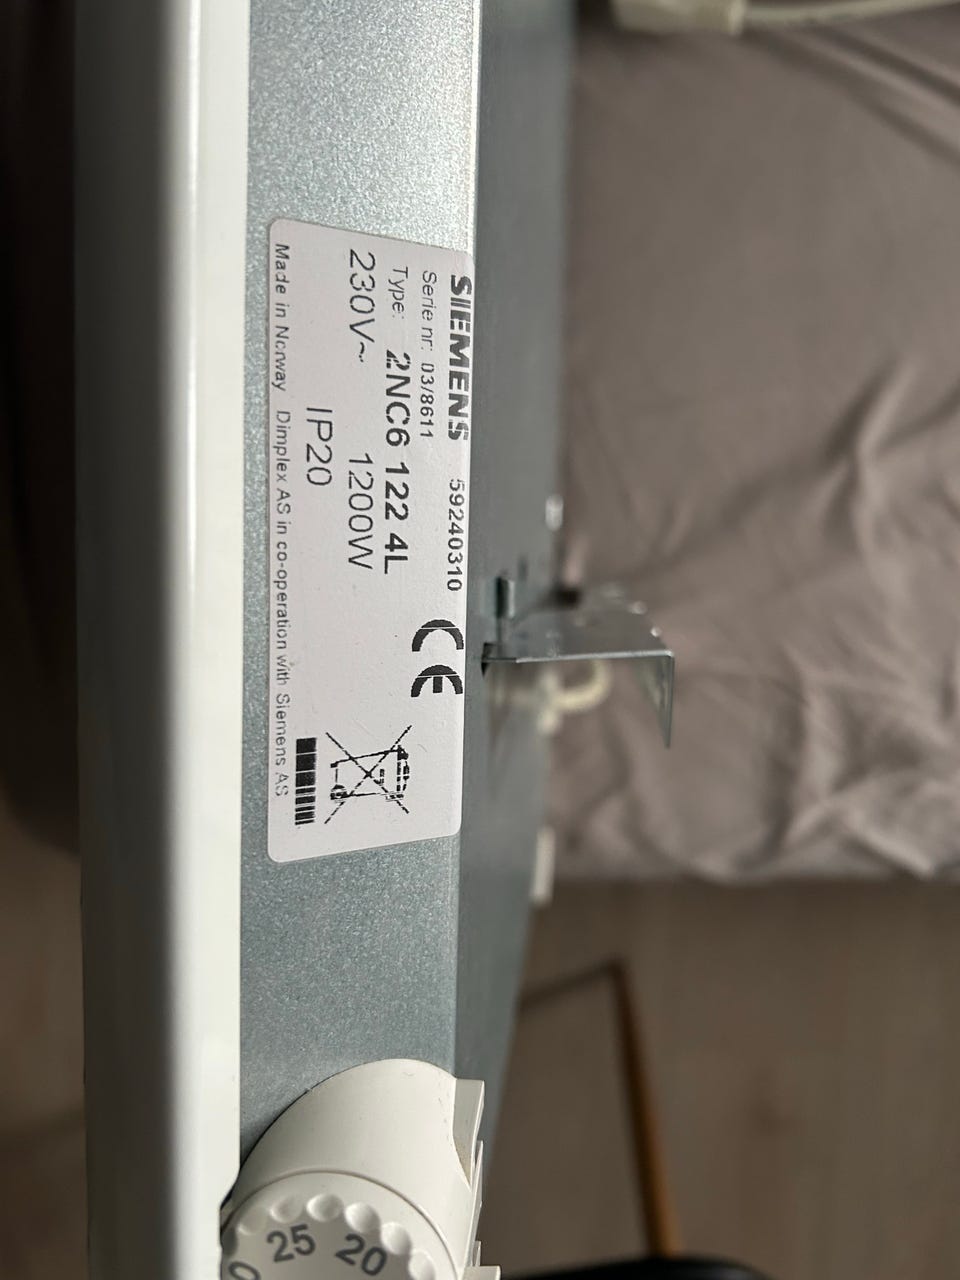 SIEMENS 59240310
Serie nr: 03/8611
Type: 2NC6 122 4L
230V~ 1200W
IP20
Made in Norway Dimplex AS in co-operation with Siemens AS
CE
25 20